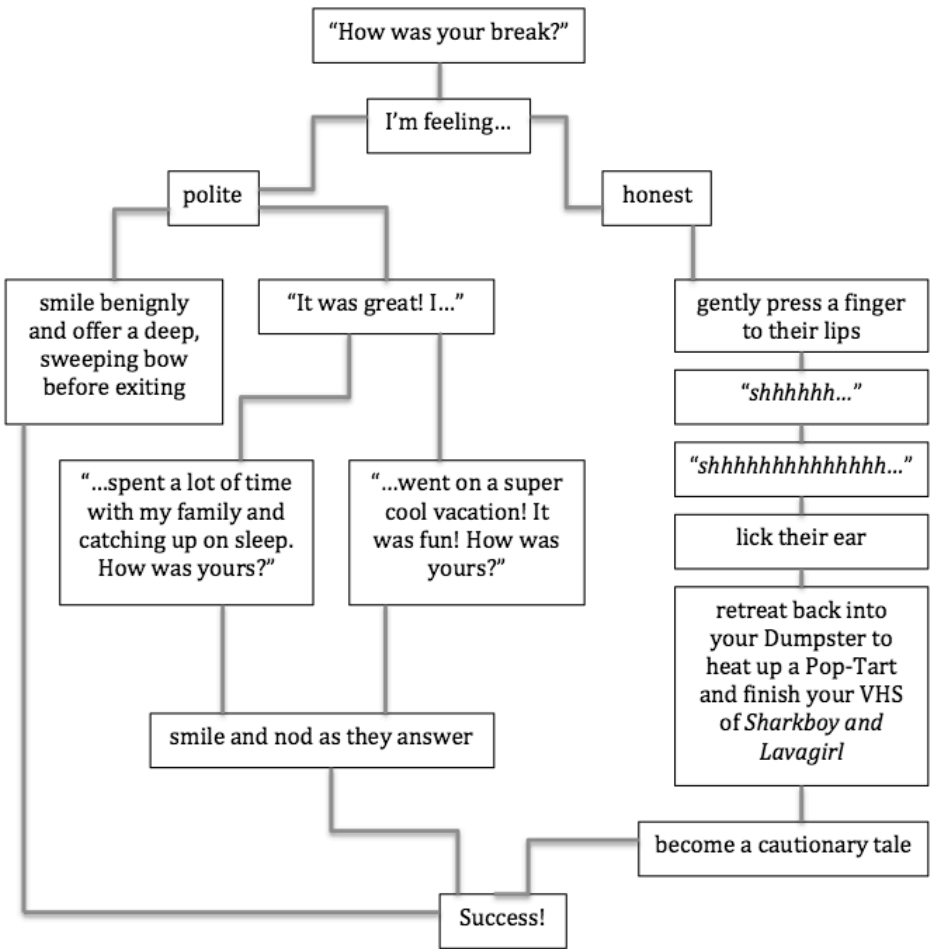 “How was your break?”
I’m feeling…
polite
honest
smile benignly
and offer a deep,
sweeping bow
before exiting
“It was great! I…”
gently press a finger
to their lips
“shhhhhh…”
“shhhhhhhhhhhhhh…”
lick their ear
“…spent a lot of time
with my family and
catching up on sleep.
How was yours?”
“…went on a super
cool vacation! It
was fun! How was
yours?”
retreat back into
your Dumpster to
heat up a Pop-Tart
and finish your VHS
of Sharkboy and
Lavagirl
smile and nod as they answer
become a cautionary tale
Success!